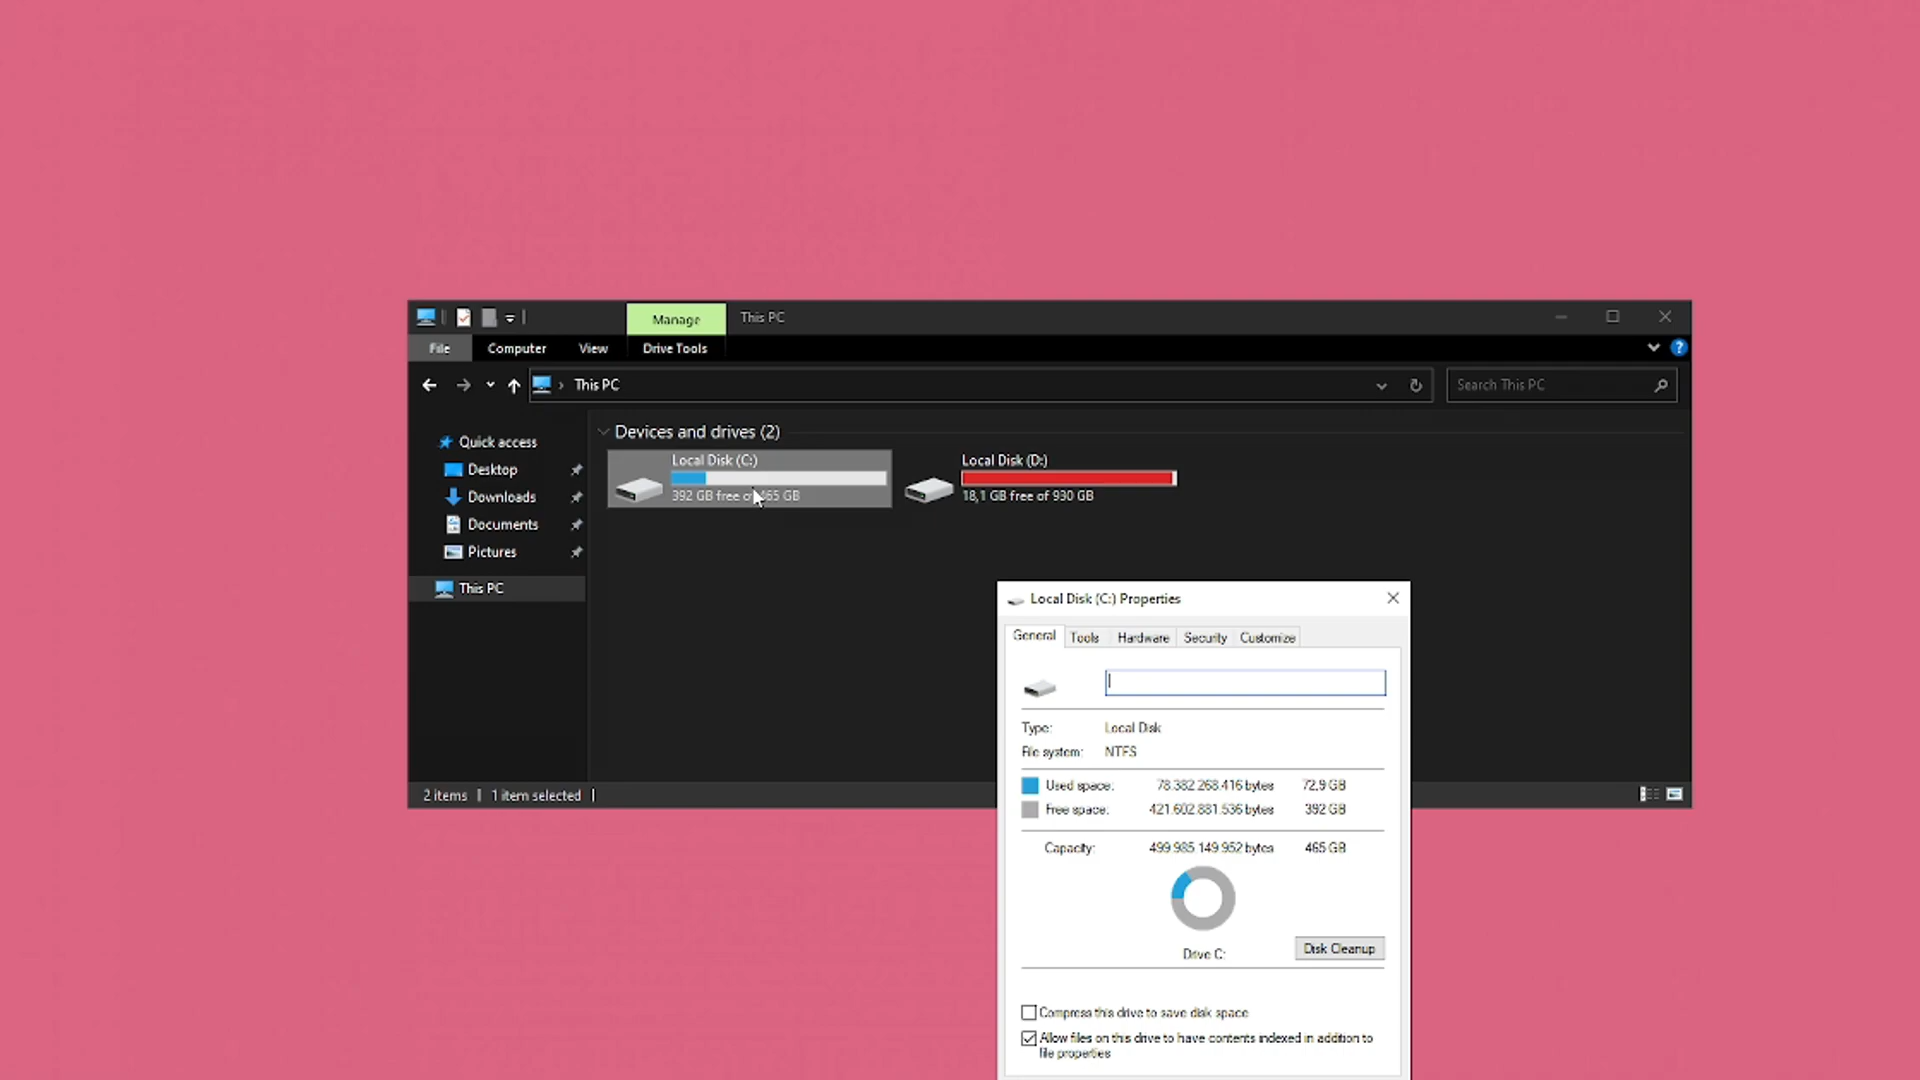 Manage
This PC
File
Computer
View
Drive Tools
This PC
Search This PC
Quick access
Desktop
Downloads
Documents
Pictures
This PC
Devices and drives (2)
Local Disk (C:)
392 GB free 65 GB
Local Disk (D:)
18,1 GB free of 930 GB
2 items
1 item selected
Local Disk (C:) Properties
General
Tools
Hardware
Security
Customize
Type: Local Disk
File system: NTFS
Used space: 78.382.268.416 bytes 72,9 GB
Free space: 421.602.881.536 bytes 392 GB
Capacity: 499.985.149.952 bytes 465 GB
Drive C:
Disk Cleanup
Compress this drive to save disk space
Allow files on this drive to have contents indexed in addition to
file properties